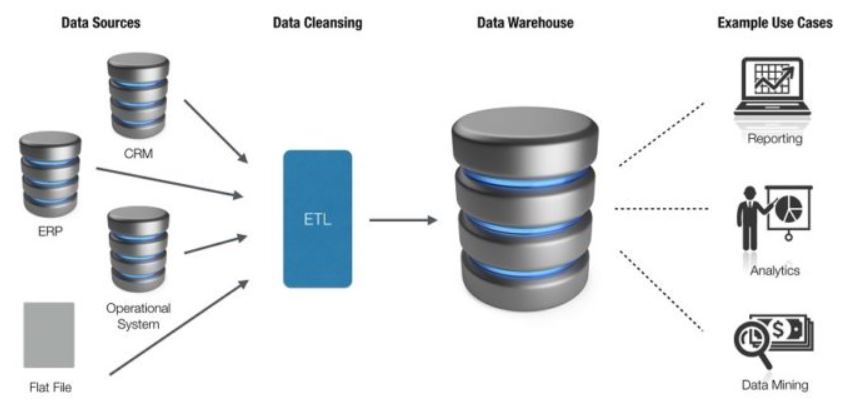 Data Sources
Data Cleansing
Data Warehouse
Example Use Cases
CRM
ERP
Operational
System
Flat File
ETL
Reporting
Analytics
Data Mining